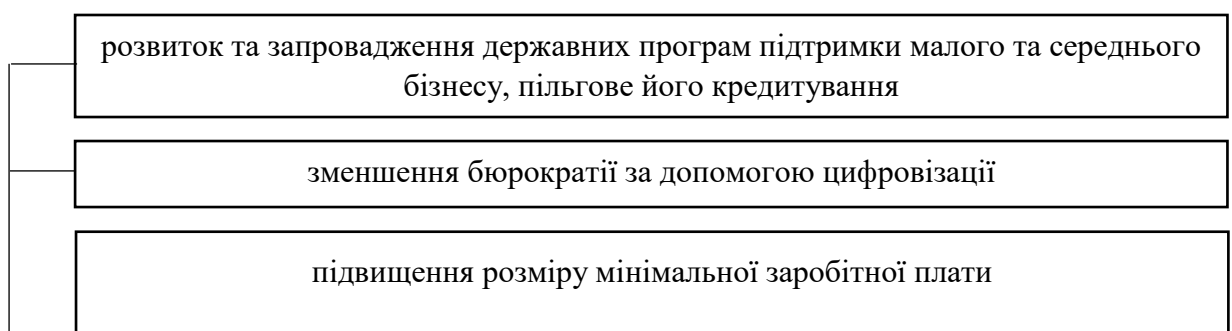 розвиток та запровадження державних програм підтримки малого та середнього
бізнесу, пільгове його кредитування
зменшення бюрократії за допомогою цифровізації
підвищення розміру мінімальної заробітної плати